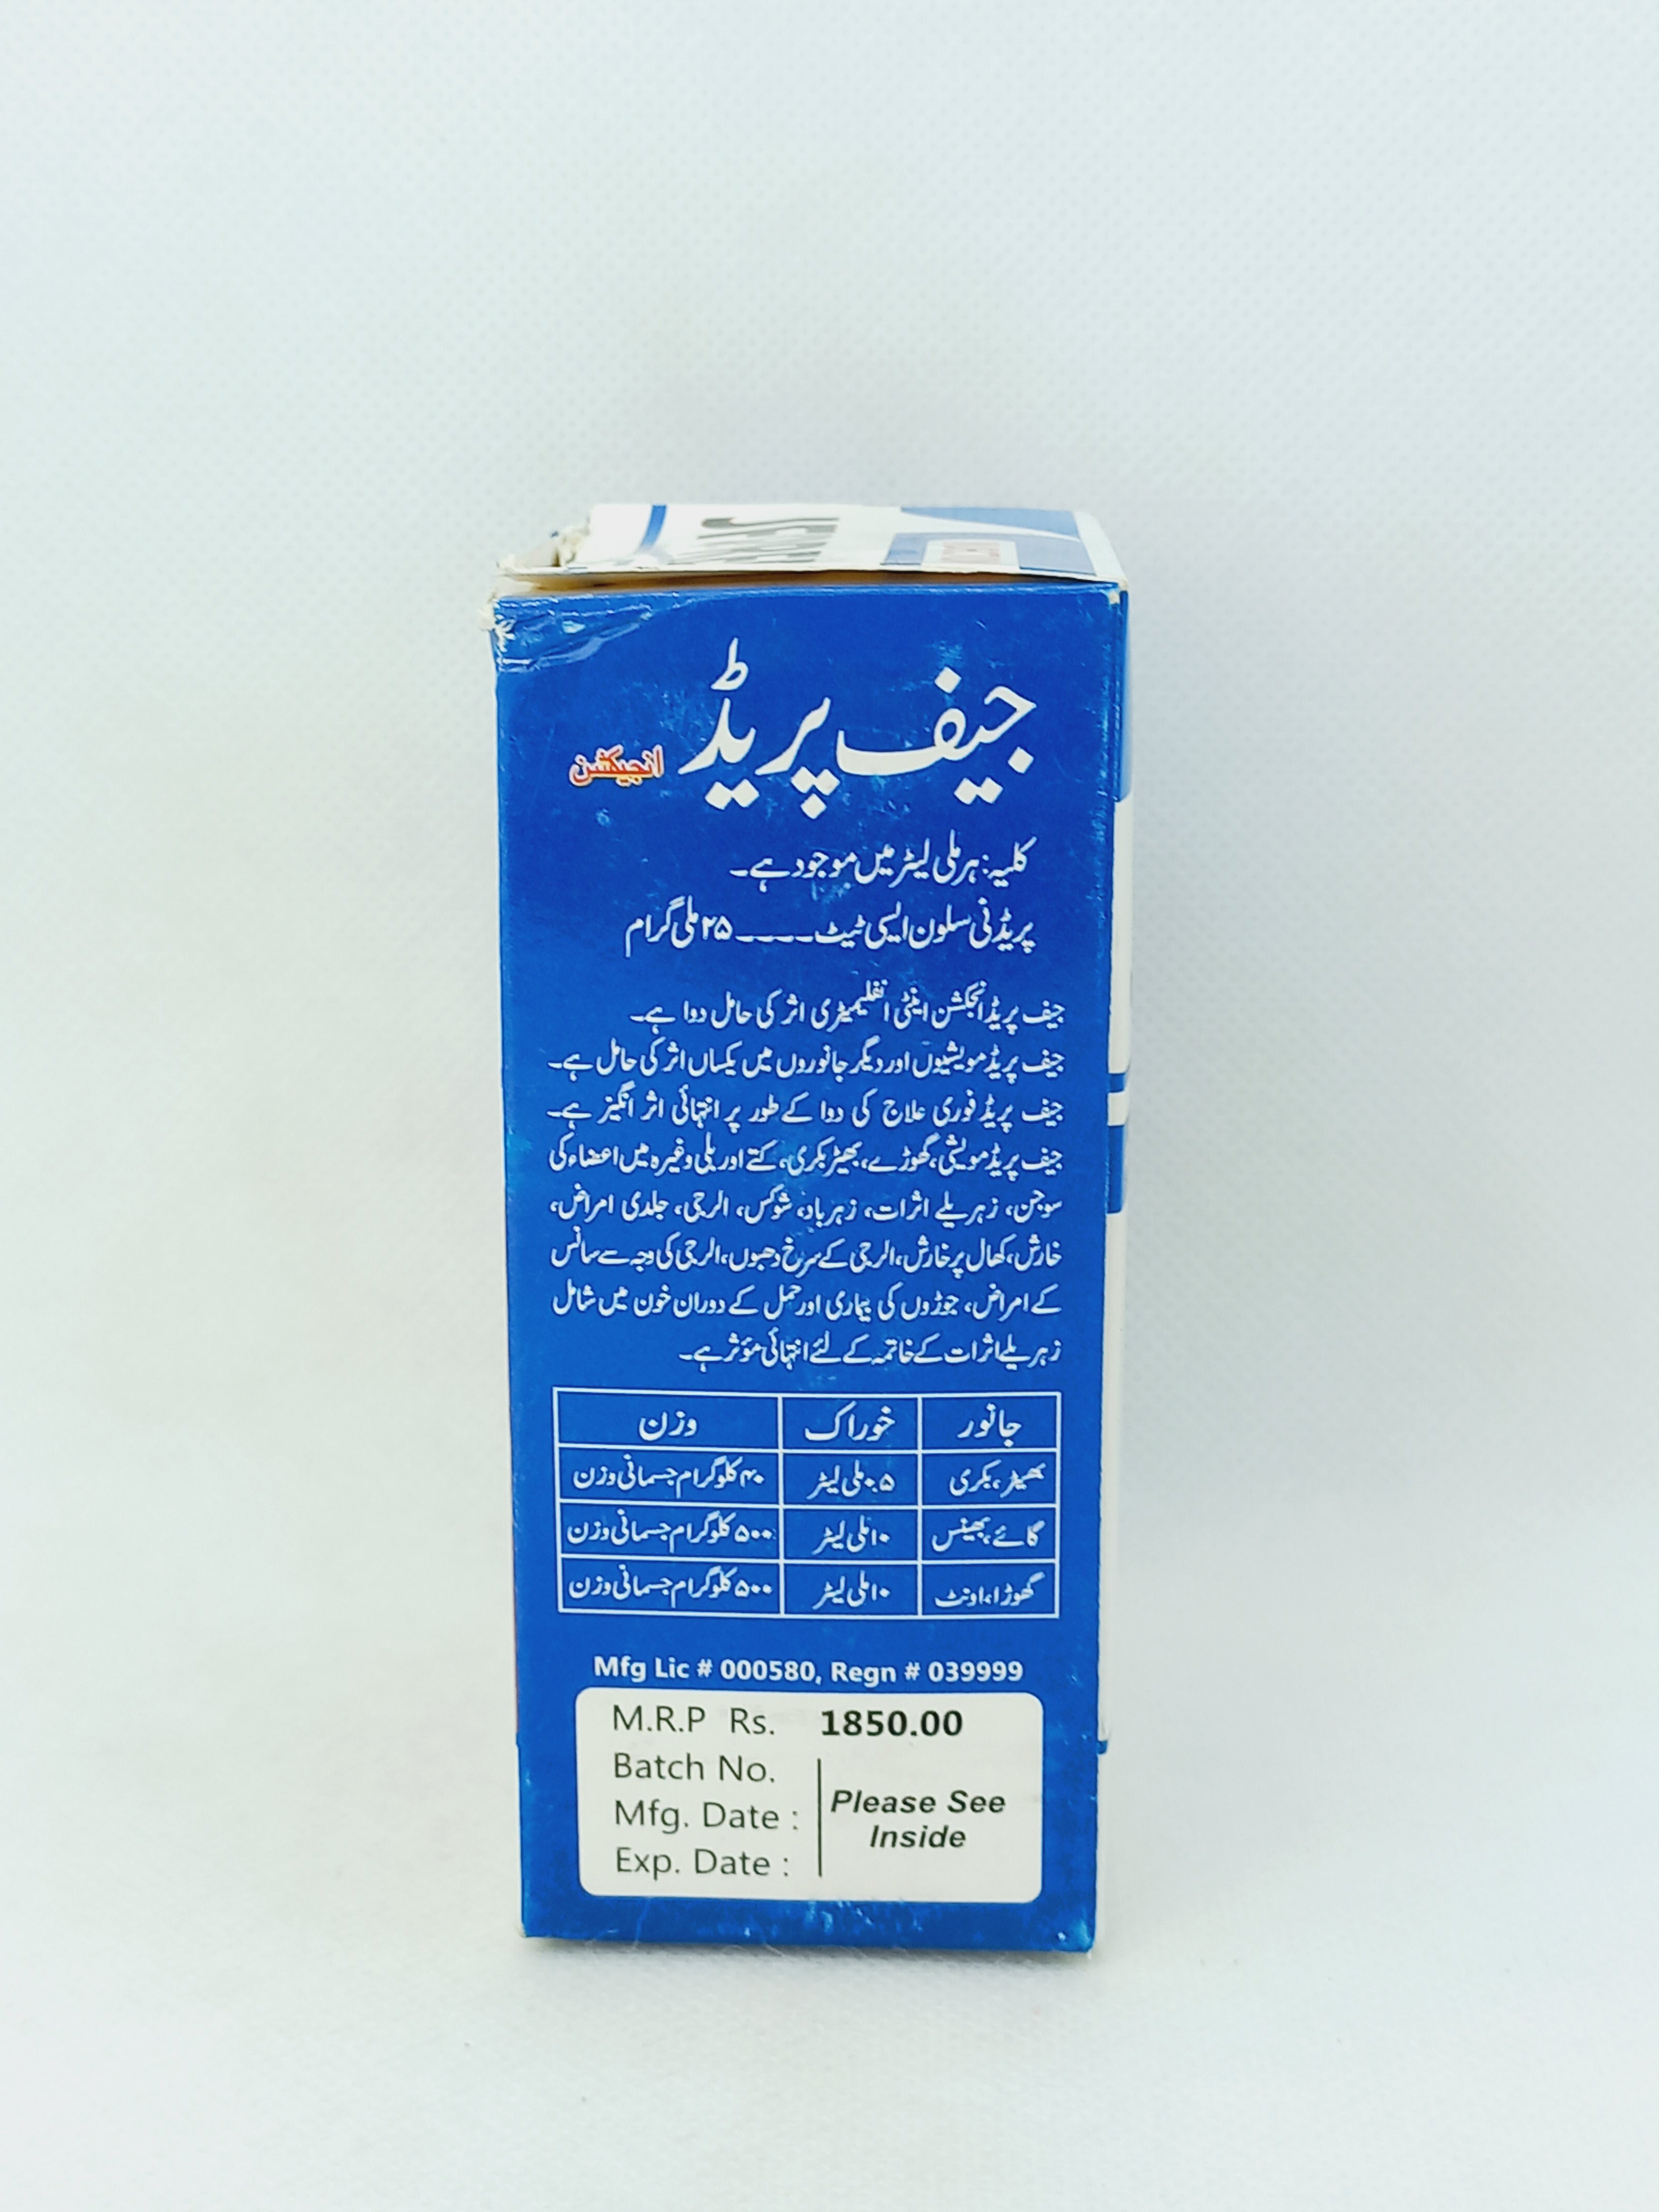 جیف پریڈ انجیکشن
کلیہ: ہر ملی لیٹر میں موجود ہے۔
پریڈنی سلون ایسی ٹیٹ ۔۔۔۔ ۲۵ ملی گرام
جیف پریڈ انجکشن اینٹی انفلیمیٹری اثر کی حامل دوا ہے۔
جیف پریڈ مویشیوں اور دیگر جانوروں میں یکساں اثر کی حامل ہے۔
جیف پریڈ فوری علاج کی دوا کے طور پر انتہائی اثر انگیز ہے۔
جیف پریڈ مویشی، گھوڑے، بھیڑ بکری، کتے اور بلی وغیرہ میں اعضاء کی
سوجن، زہریلے اثرات، زہرباد، شوکس، الرجی، جلدی امراض،
خارش، کھال پر خارش، الرجی کے سرخ دھبوں، الرجی کی وجہ سے سانس
کے امراض، جوڑوں کی بیماری اور حمل کے دوران خون میں شامل
زہریلے اثرات کے خاتمہ کے لئے انتہائی مؤثر ہے۔
جانور خوراک وزن
بھیڑ، بکری ۰.۵ ملی لیٹر ۴۰ کلوگرام جسمانی وزن
گائے، بھینس ۱۰ ملی لیٹر ۵۰۰ کلوگرام جسمانی وزن
گھوڑا، اونٹ ۱۰ ملی لیٹر ۵۰۰ کلوگرام جسمانی وزن
Mfg Lic # 000580, Regn # 039999
M.R.P Rs. 1850.00
Batch No.
Mfg. Date :
Exp. Date :
Please See
Inside